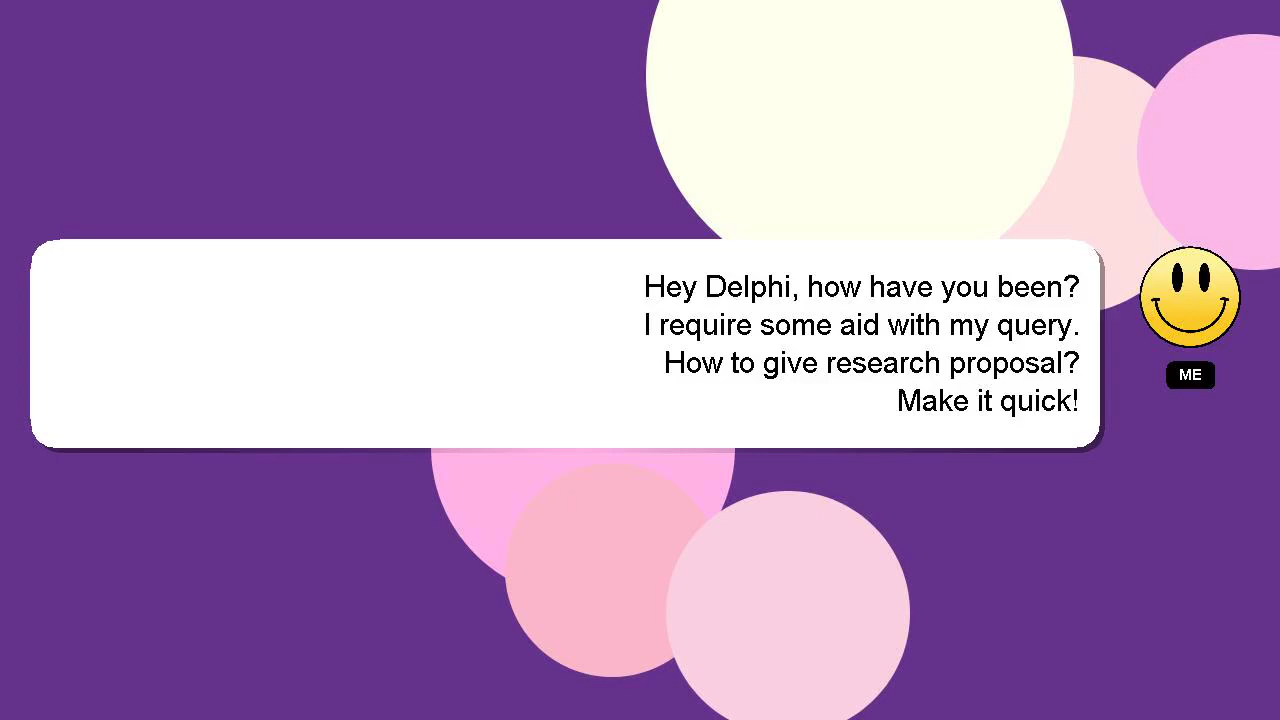 Hey Delphi, how have you been?
I require some aid with my query.
How to give research proposal?
Make it quick!
ME